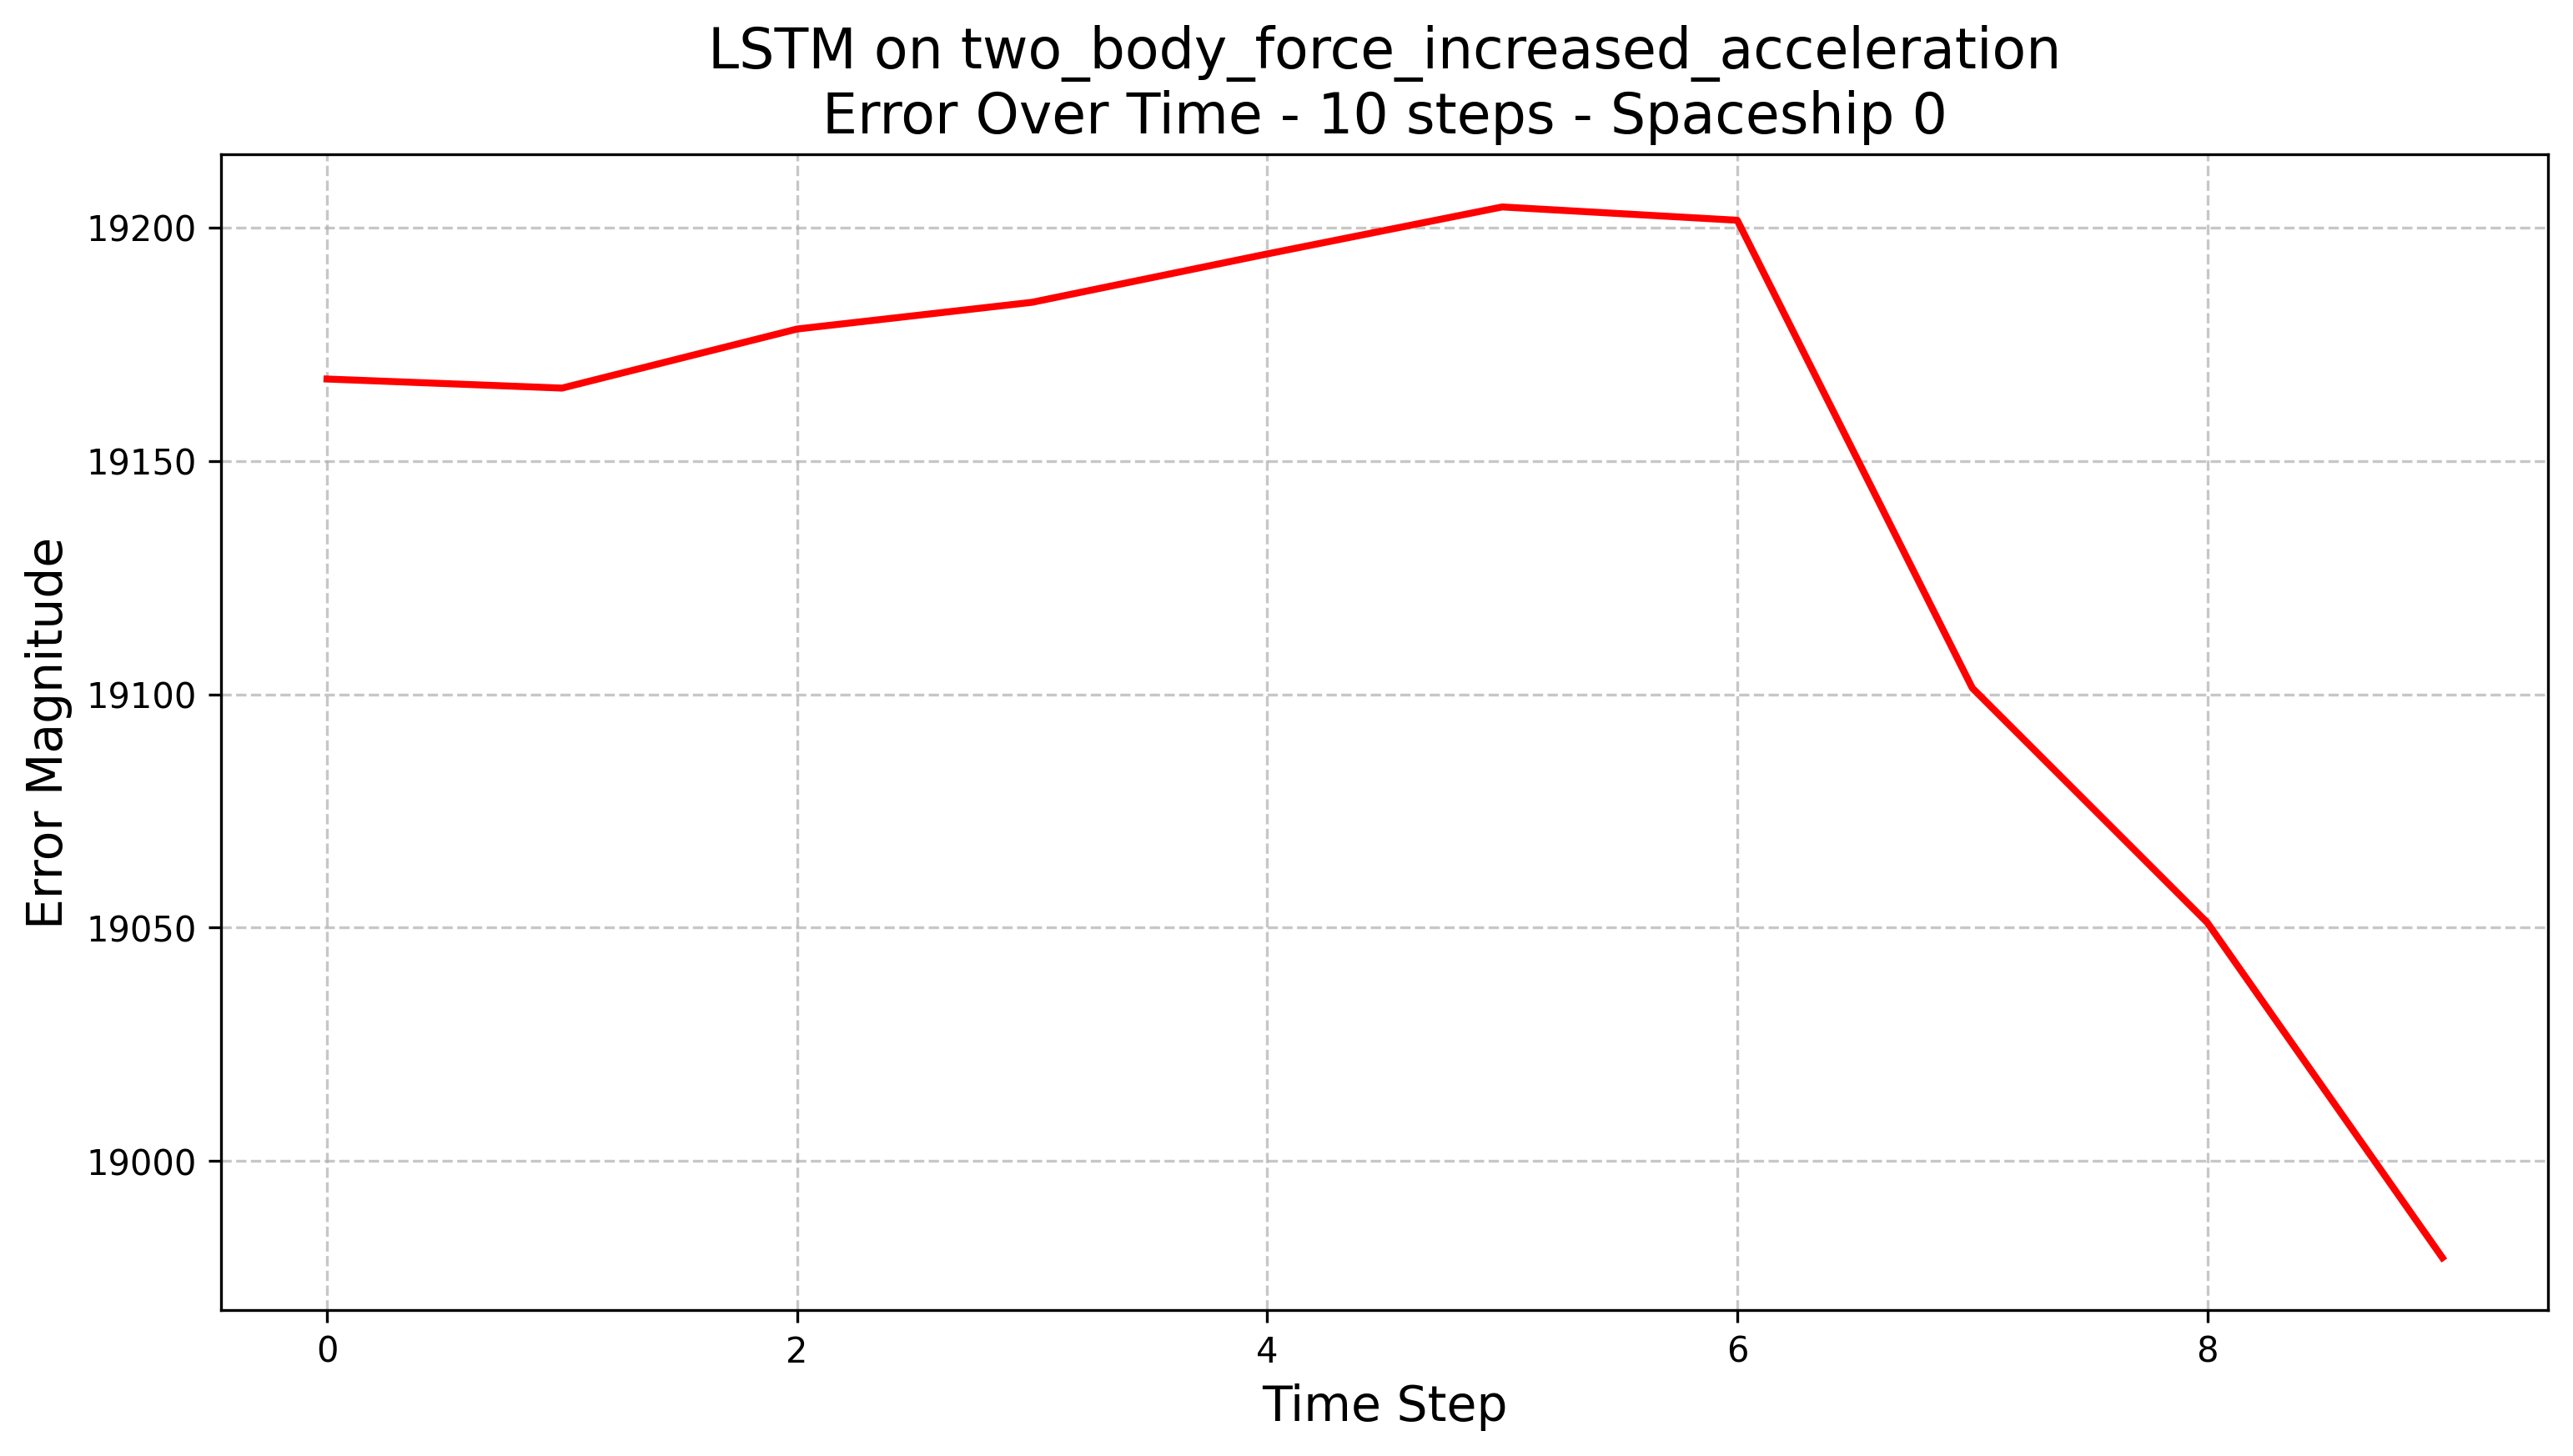 LSTM on two_body_force_increased_acceleration
Error Over Time - 10 steps - Spaceship 0
Error Magnitude
19200
19150
19100
19050
19000
0 2 4 6 8
Time Step